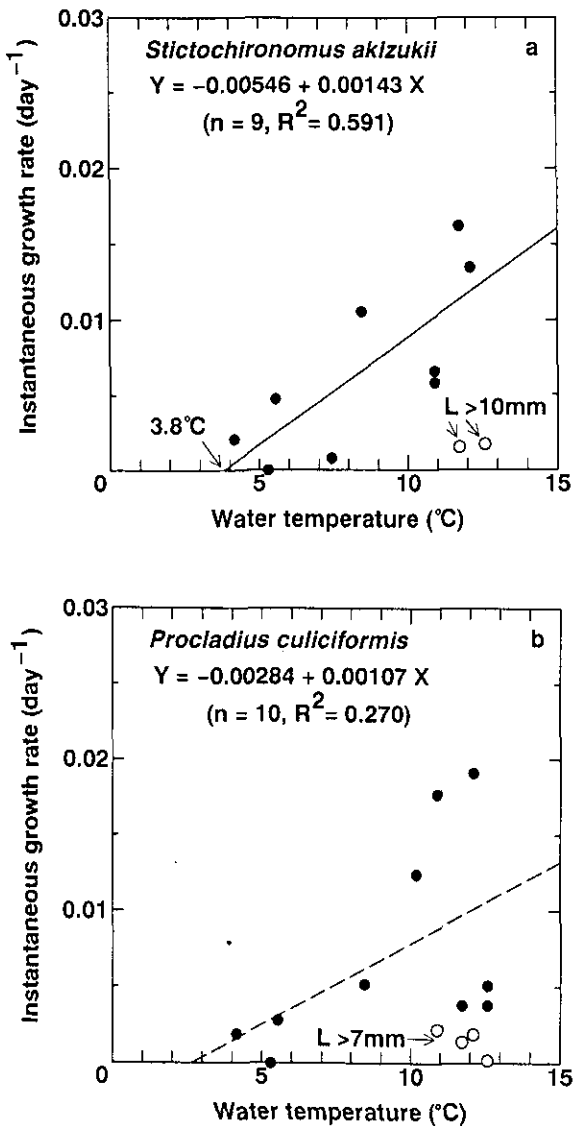 Stictochironomus akizukii
a
Y = −0.00546 + 0.00143 X
(n = 9, R² = 0.591)
Instantaneous growth rate (day⁻¹)
0.03
0.02
0.01
0
3.8℃
L >10mm
0
5
10
15
Water temperature (℃)
Procladius culiciformis
b
Y = −0.00284 + 0.00107 X
(n = 10, R² = 0.270)
Instantaneous growth rate (day⁻¹)
0.03
0.02
0.01
0
L >7mm
0
5
10
15
Water temperature (℃)